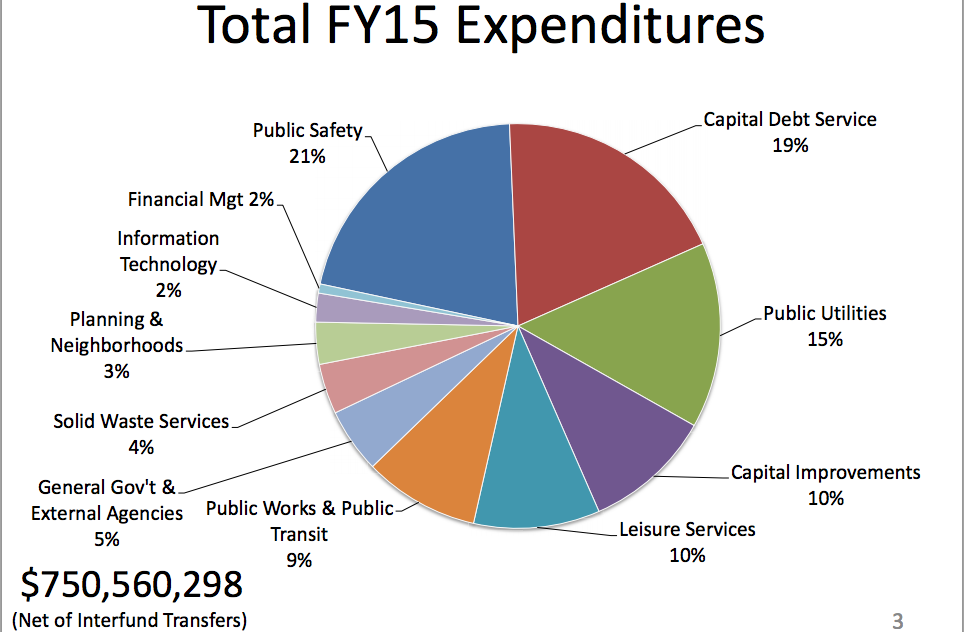 Total FY15 Expenditures
Capital Debt Service
19%
Public Utilities
15%
Capital Improvements
10%
Leisure Services
10%
Public Works & Public
Transit
9%
General Gov't &
External Agencies
5%
Solid Waste Services
4%
Planning &
Neighborhoods
3%
Information
Technology
2%
Financial Mgt 2%
Public Safety
21%
$750,560,298
(Net of Interfund Transfers)
3